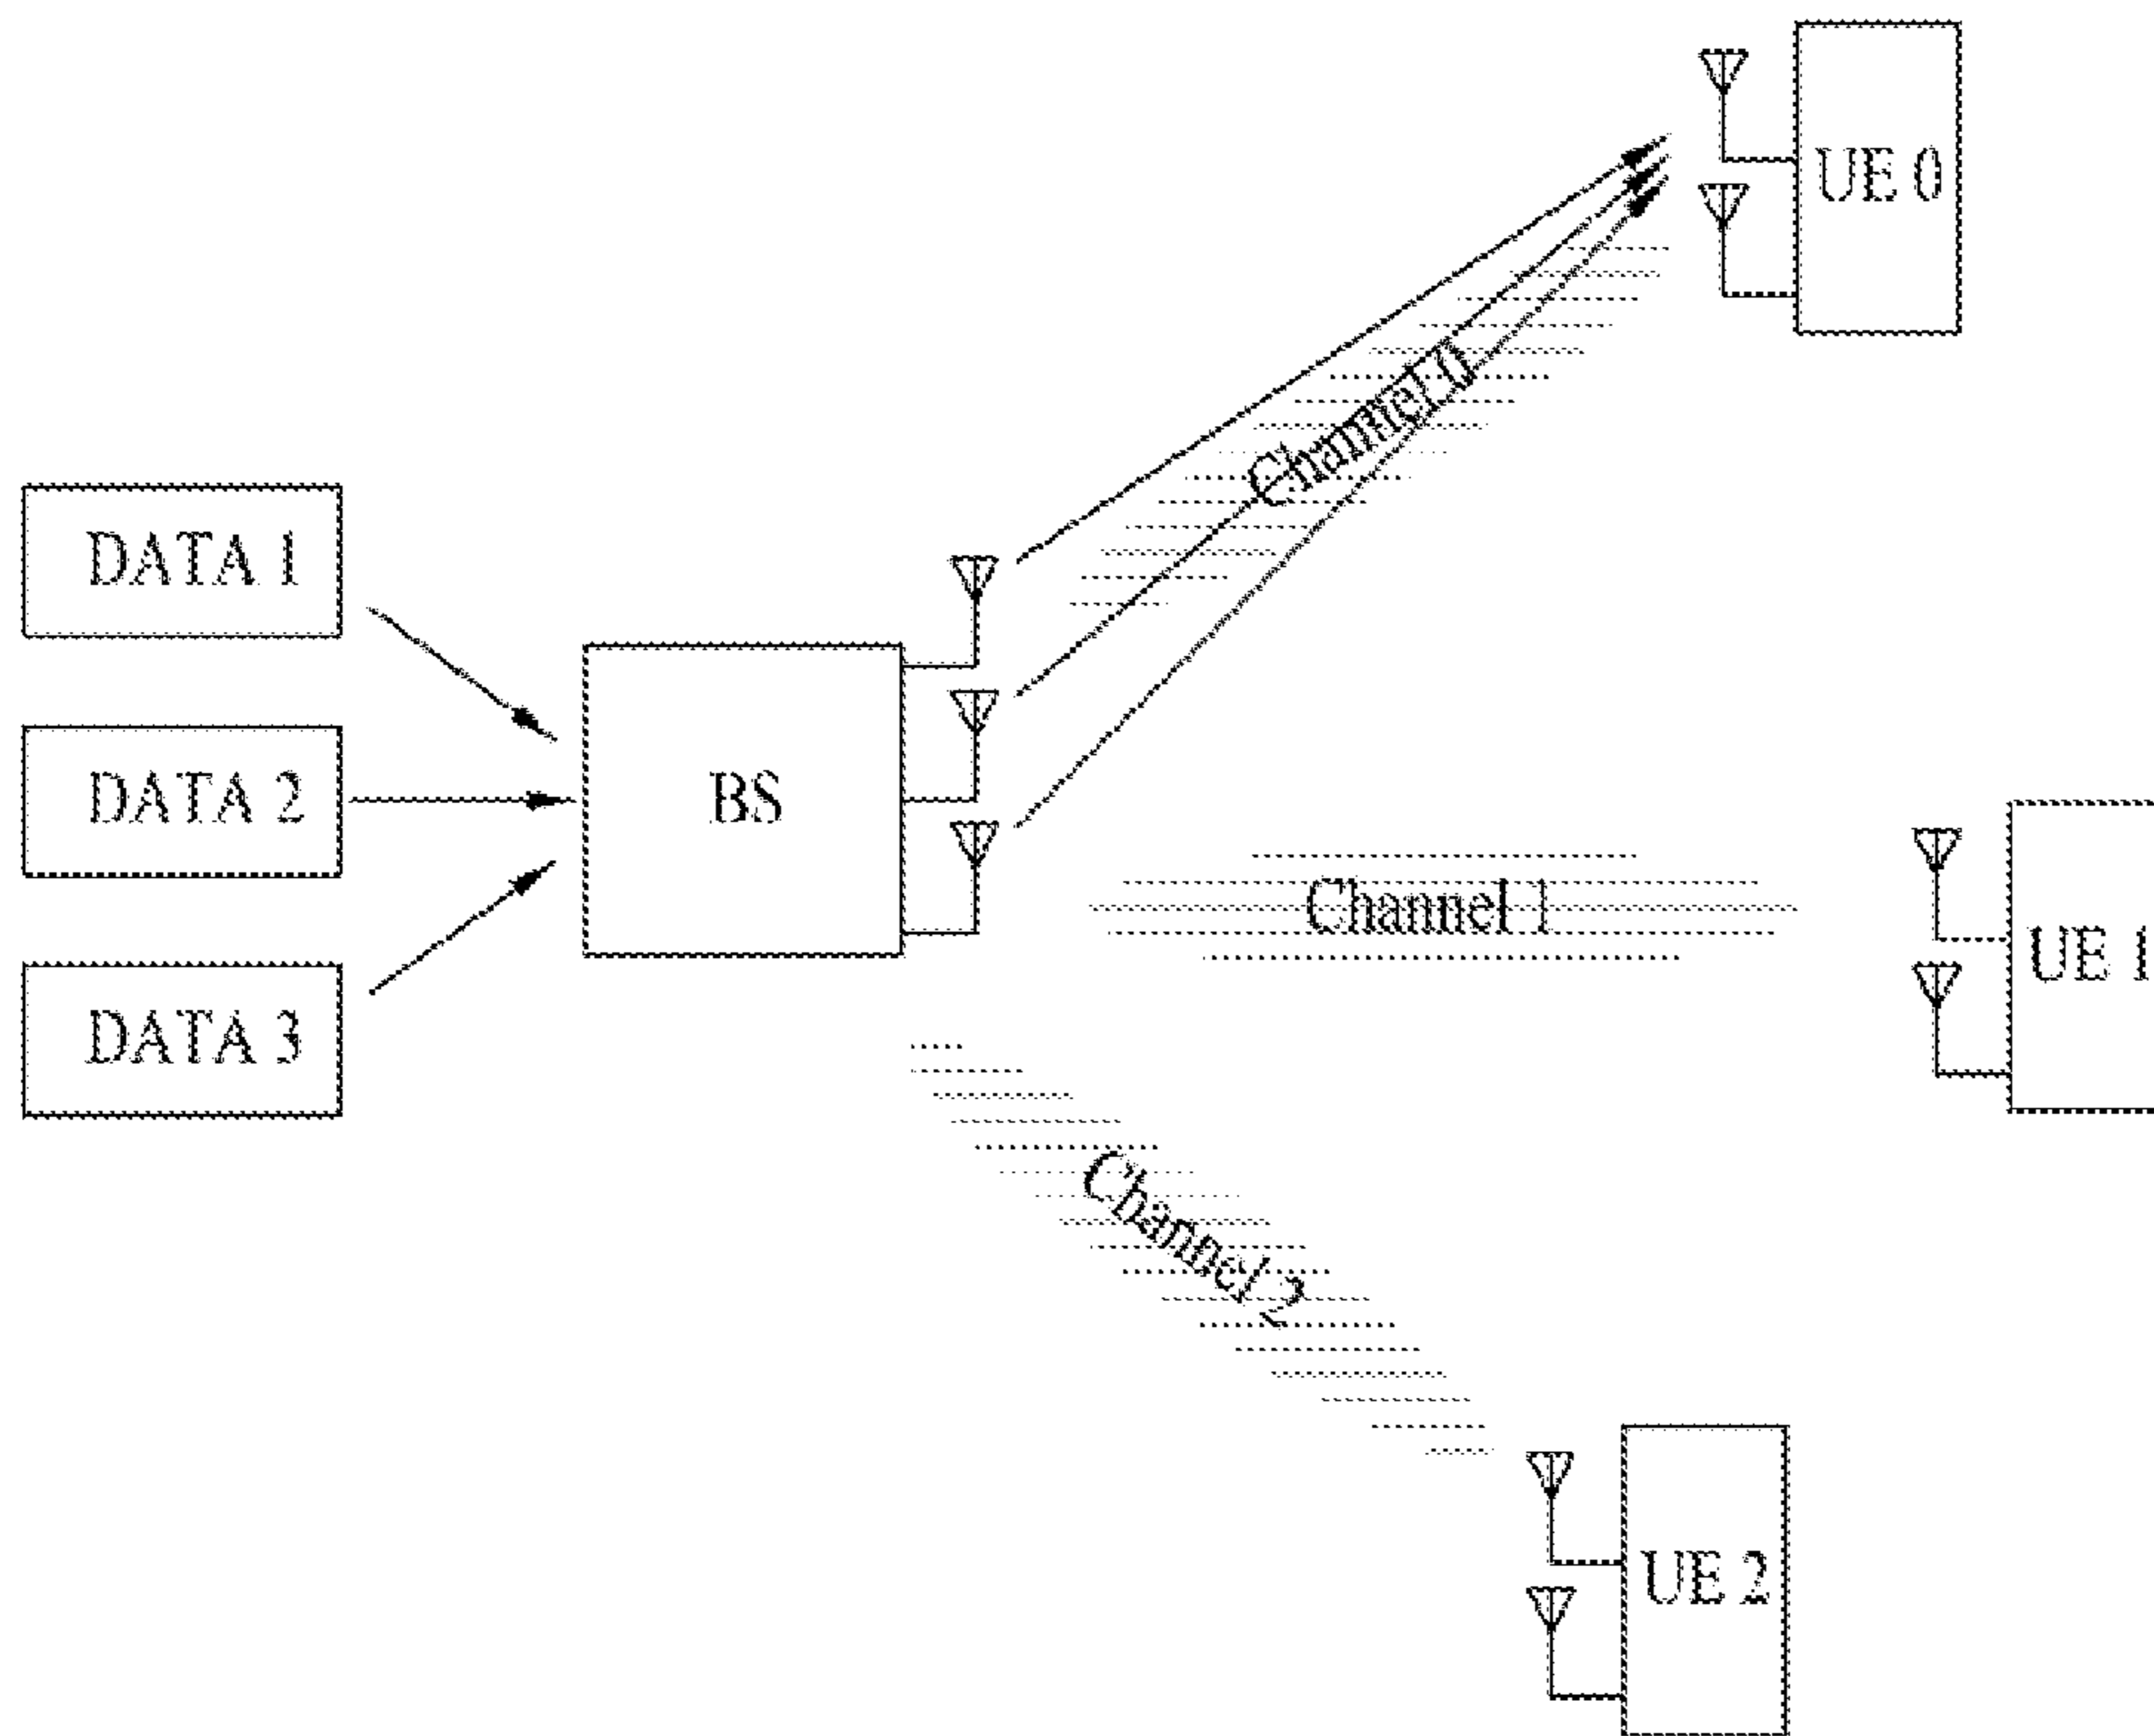 UE 0
Channel 0
DATA 1
DATA 2
BS
Channel 1
UE 1
DATA 3
Channel 2
UE 2